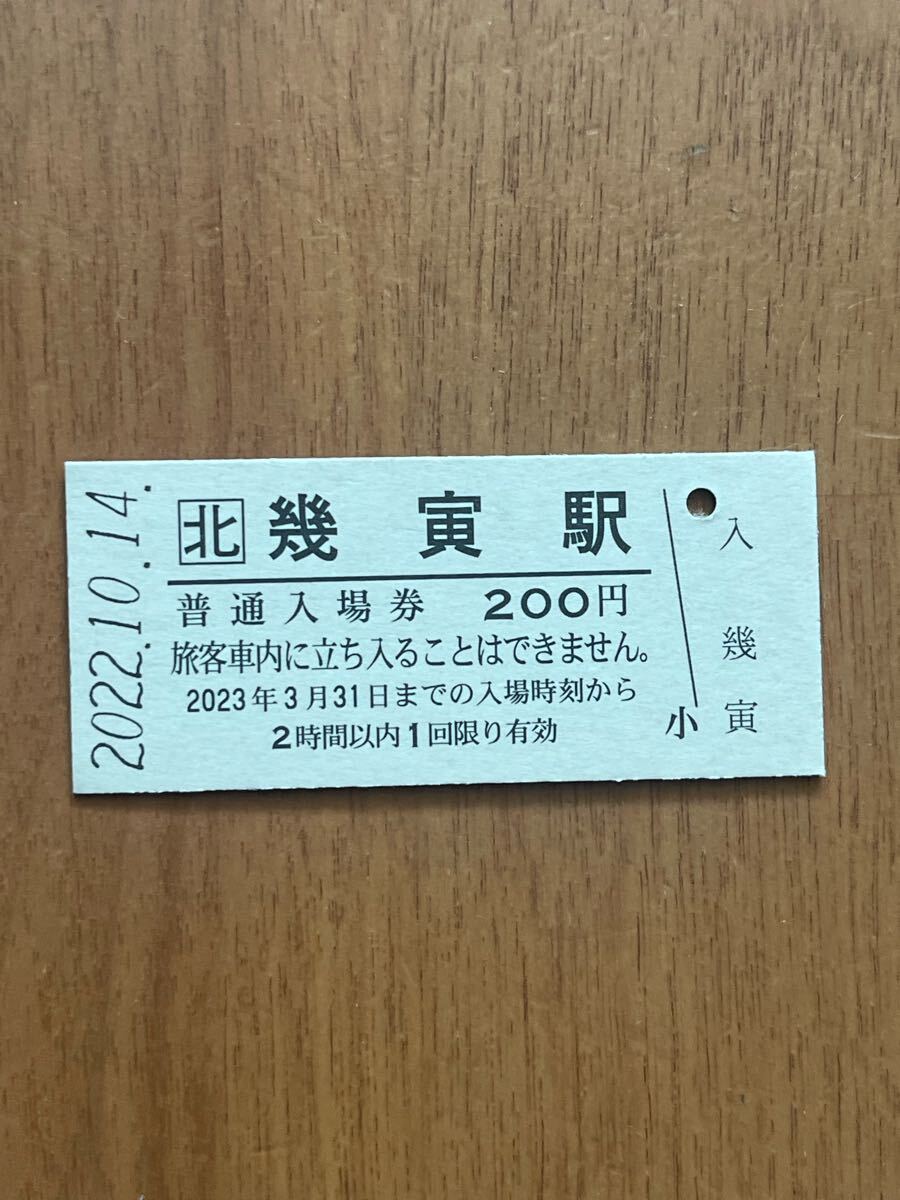 2022.10.14.
北 幾寅駅
普通入場券 200円
旅客車内に立ち入ることはできません。
2023年3月31日までの入場時刻から
2時間以内1回限り有効
小
入
幾
寅